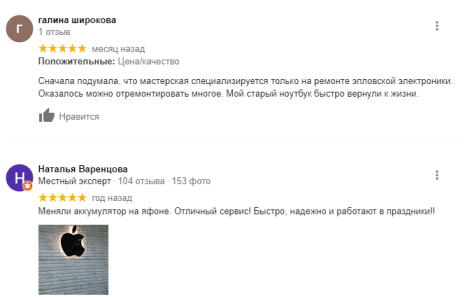 Г
галина широкова
1 отзыв
★★★★★ месяц назад
Положительные: Цена/качество
Сначала подумала, что мастерская специализируется только на ремонте эпловской электроники.
Оказалось можно отремонтировать многое. Мой старый ноутбук быстро вернули к жизни.
Нравится
Н
Наталья Варенцова
Местный эксперт · 104 отзыва · 153 фото
★★★★★ год назад
Меняли аккумулятор на яфоне. Отличный сервис! Быстро, надежно и работают в праздники!!